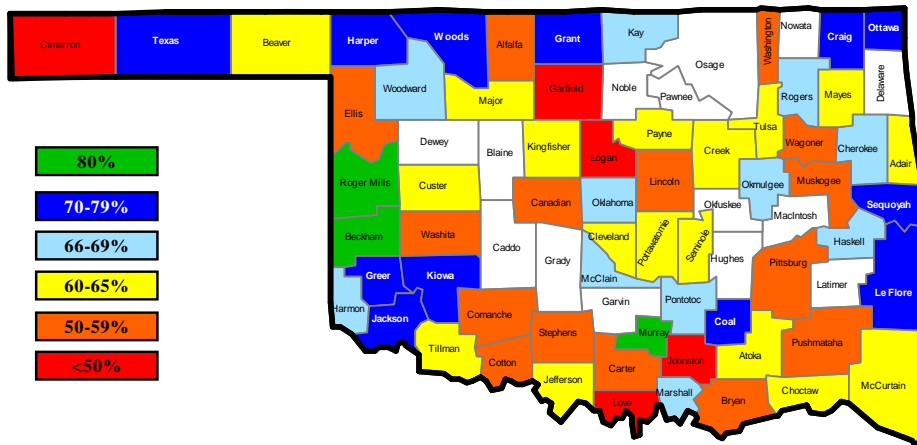 Cimarron
Texas
Beaver
Harper
Woods
Alfalfa
Grant
Kay
Washington
Nowata
Craig
Ottawa
Osage
Woodward
Major
Garfield
Noble
Pawnee
Rogers
Mayes
Delaware
Ellis
Dewey
Blaine
Kingfisher
Logan
Payne
Creek
Tulsa
Wagoner
Cherokee
Adair
80%
Roger Mills
Custer
Canadian
Oklahoma
Lincoln
Okfuskee
Okmulgee
Muskogee
Sequoyah
70-79%
Beckham
Washita
Caddo
Grady
Cleveland
Pottawatomie
Seminole
Hughes
MacIntosh
Haskell
66-69%
Greer
Kiowa
McClain
Pittsburg
Latimer
Le Flore
60-65%
Harmon
Jackson
Comanche
Garvin
Pontotoc
Coal
50-59%
Tillman
Cotton
Stephens
Murray
Johnston
Atoka
Pushmataha
<50%
Jefferson
Carter
Love
Marshall
Bryan
Choctaw
McCurtain